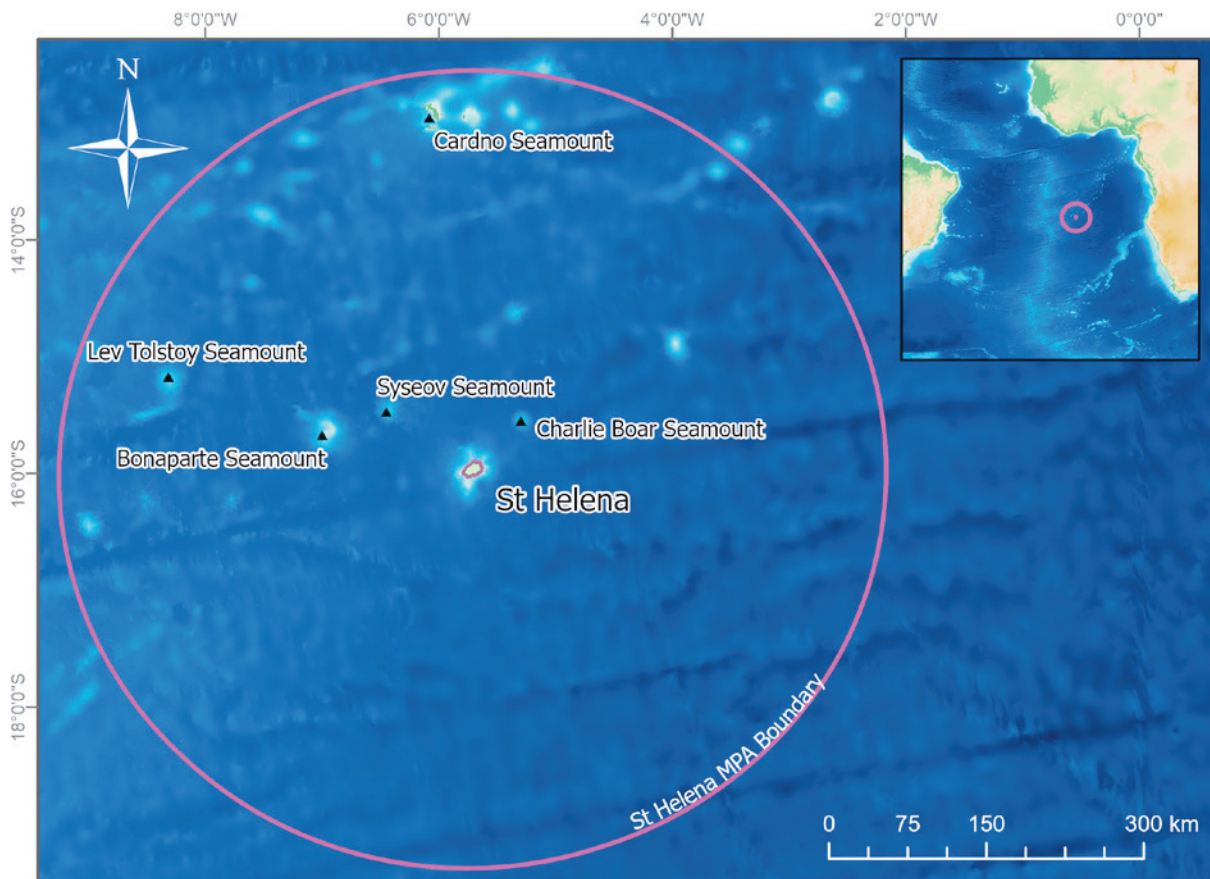 8°0'0"W 6°0'0"W 4°0'0"W 2°0'0"W 0°0'0"
N
Cardno Seamount
14°0'0"S
Lev Tolstoy Seamount
Syseov Seamount
Charlie Boar Seamount
Bonaparte Seamount
16°0'0"S
St Helena
18°0'0"S
St Helena MPA Boundary
0 75 150 300 km